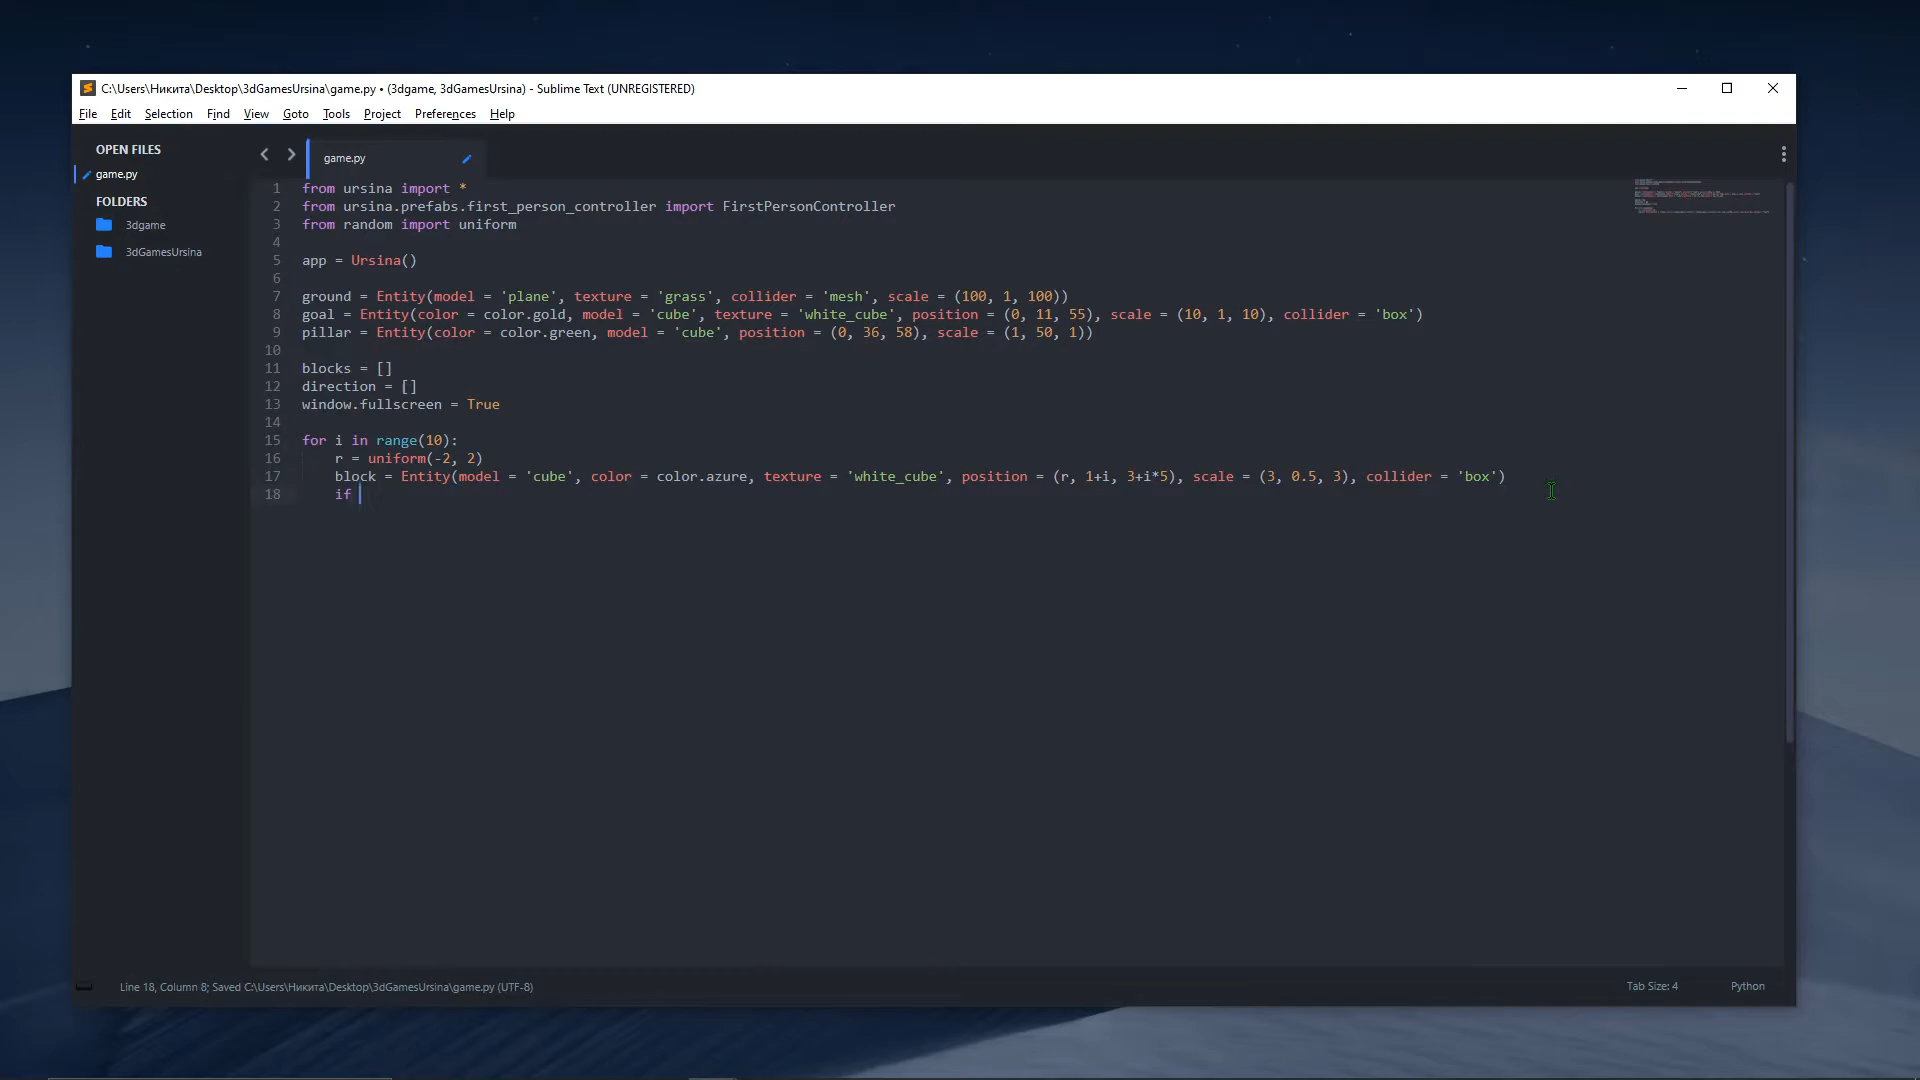 C:\Users\Никита\Desktop\3dGamesUrsina\game.py • (3dgame, 3dGamesUrsina) - Sublime Text (UNREGISTERED)
File Edit Selection Find View Goto Tools Project Preferences Help
OPEN FILES
game.py
FOLDERS
3dgame
3dGamesUrsina
game.py
1 from ursina import *
2 from ursina.prefabs.first_person_controller import FirstPersonController
3 from random import uniform
4
5 app = Ursina()
6
7 ground = Entity(model = 'plane', texture = 'grass', collider = 'mesh', scale = (100, 1, 100))
8 goal = Entity(color = color.gold, model = 'cube', texture = 'white_cube', position = (0, 11, 55), scale = (10, 1, 10), collider = 'box')
9 pillar = Entity(color = color.green, model = 'cube', position = (0, 36, 58), scale = (1, 50, 1))
10
11 blocks = []
12 direction = []
13 window.fullscreen = True
14
15 for i in range(10):
16     r = uniform(-2, 2)
17     block = Entity(model = 'cube', color = color.azure, texture = 'white_cube', position = (r, 1+i, 3+i*5), scale = (3, 0.5, 3), collider = 'box')
18     if
Line 18, Column 8; Saved C:\Users\Никита\Desktop\3dGamesUrsina\game.py (UTF-8)
Tab Size: 4
Python